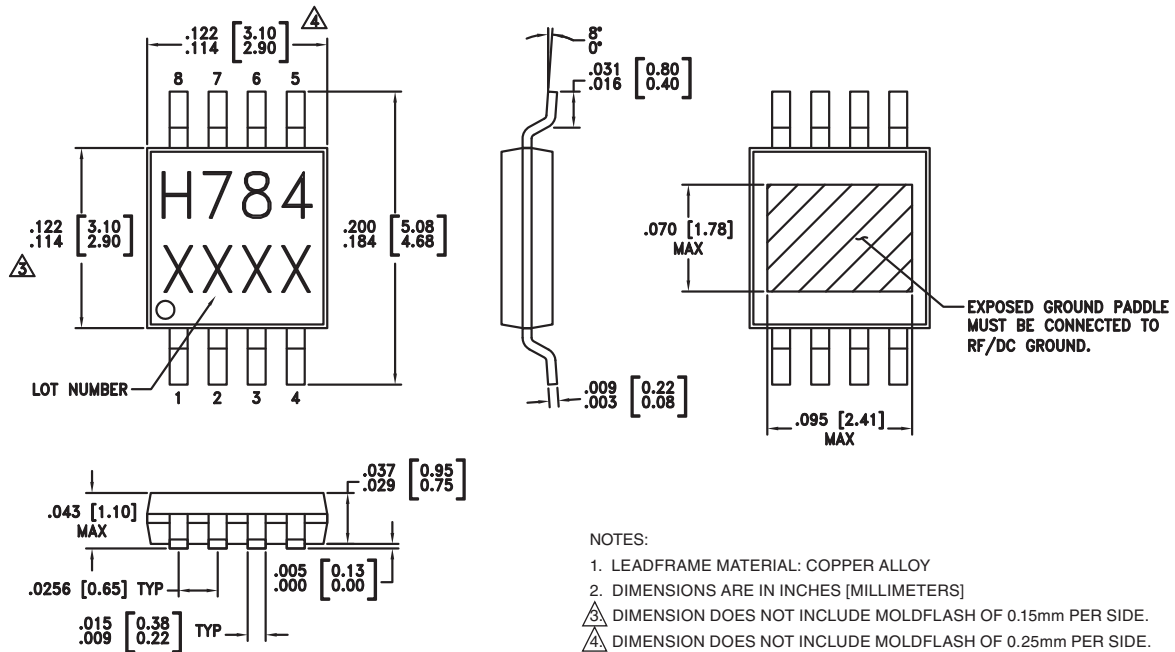 .122 [3.10]
.114 [2.90]
4
8 7 6 5
H784
XXXX
.122 [3.10]
.114 [2.90]
3
.200 [5.08]
.184 [4.68]
LOT NUMBER
1 2 3 4
8°
0°
.031 [0.80]
.016 [0.40]
.009 [0.22]
.003 [0.08]
.070 [1.78]
MAX
EXPOSED GROUND PADDLE
MUST BE CONNECTED TO
RF/DC GROUND.
.095 [2.41]
MAX
.037 [0.95]
.029 [0.75]
.043 [1.10]
MAX
.0256 [0.65] TYP
.005 [0.13]
.000 [0.00]
.015 [0.38]
.009 [0.22] TYP
NOTES:
1. LEADFRAME MATERIAL: COPPER ALLOY
2. DIMENSIONS ARE IN INCHES [MILLIMETERS]
3. DIMENSION DOES NOT INCLUDE MOLDFLASH OF 0.15mm PER SIDE.
4. DIMENSION DOES NOT INCLUDE MOLDFLASH OF 0.25mm PER SIDE.